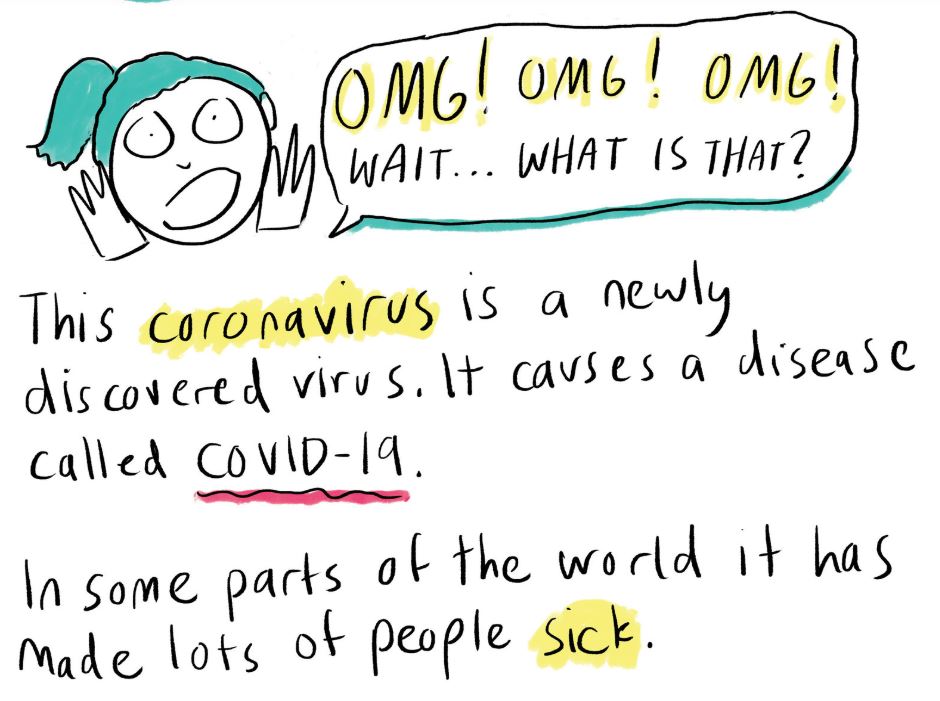 OMG! OMG! OMG!
WAIT... WHAT IS THAT?
This coronavirus is a newly
discovered virus. It causes a disease
called COVID-19.
In some parts of the world it has
made lots of people sick.